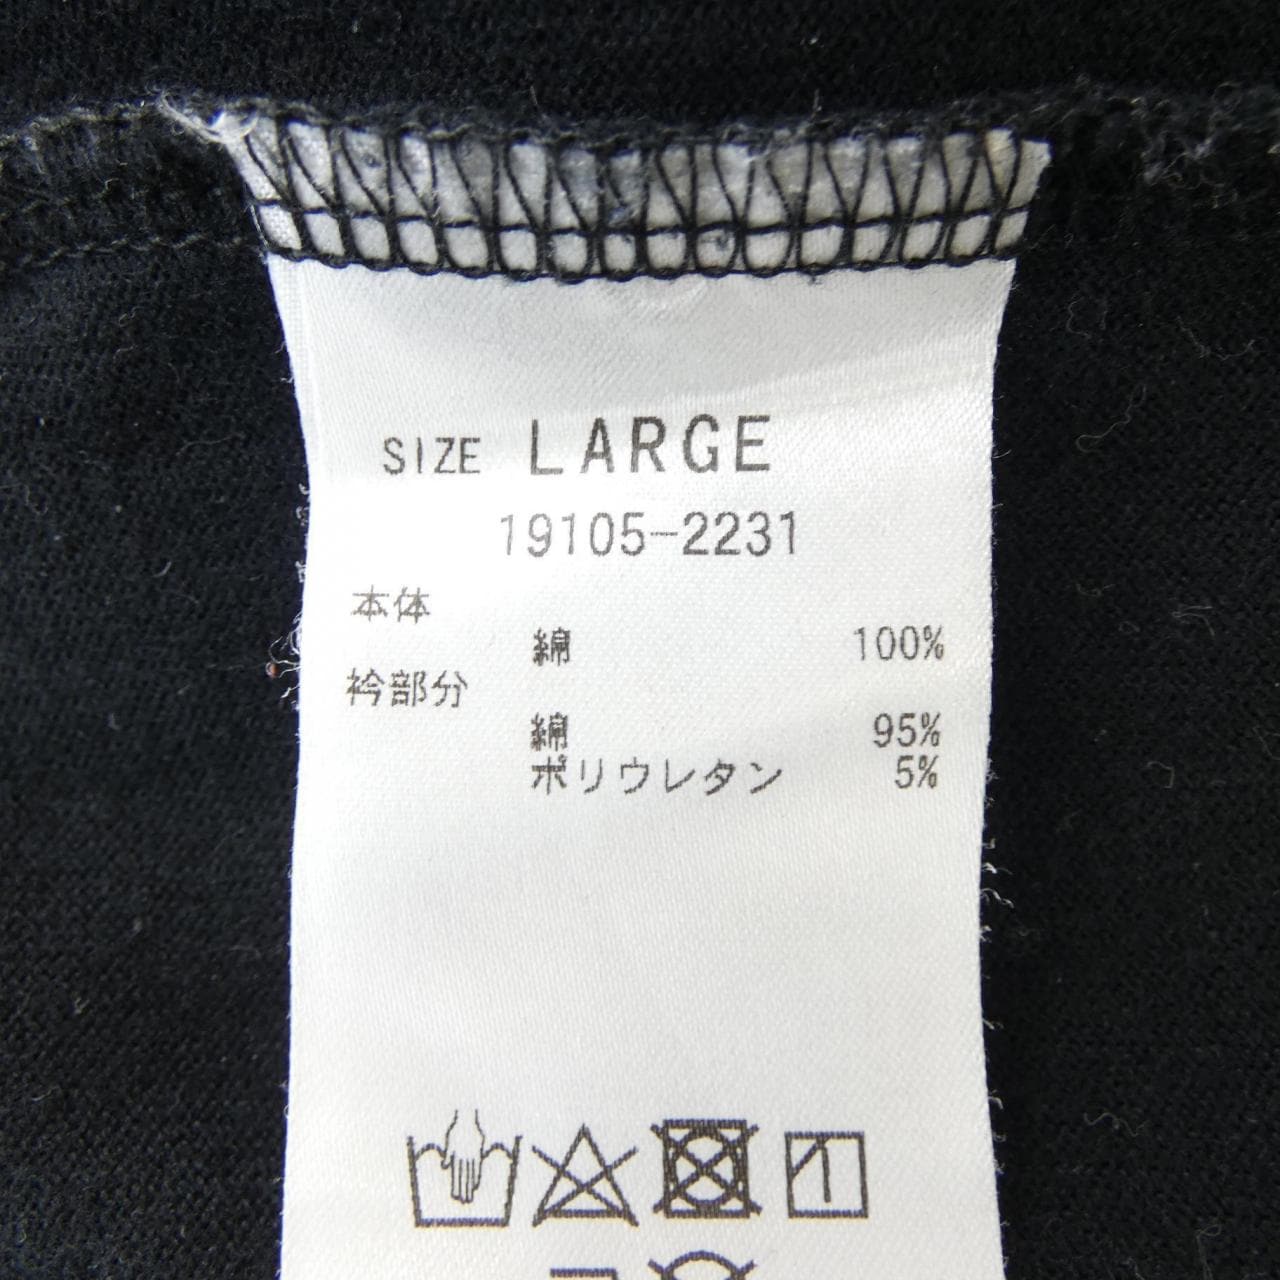 SIZE LARGE
19105-2231
本体
綿 100%
衿部分
綿 95%
ポリウレタン 5%